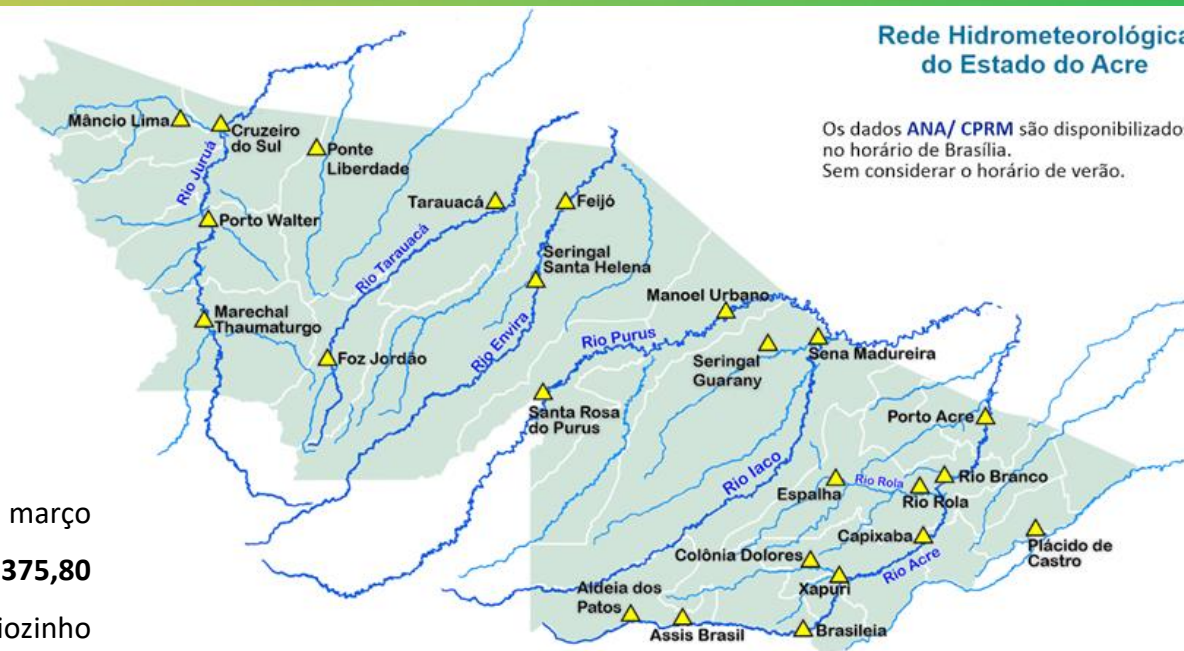 Rede Hidrometeorológica
do Estado do Acre
Os dados ANA/ CPRM são disponibilizados
no horário de Brasília.
Sem considerar o horário de verão.
Mâncio Lima
Cruzeiro
do Sul
Ponte
Liberdade
Rio Juruá
Tarauacá
Feijó
Porto Walter
Rio Tarauacá
Seringal
Santa Helena
Manoel Urbano
Marechal
Thaumaturgo
Rio Envira
Rio Purus
Foz Jordão
Seringal
Guarany
Sena Madureira
Santa Rosa
do Purus
Porto Acre
Rio Iaco
Espalha
Rio Rola
Rio Rola
Rio Branco
março
375,80
iozinho
Capixaba
Plácido de
Castro
Colônia Dolores
Rio Acre
Xapuri
Aldeia dos
Patos
Assis Brasil
Brasileia